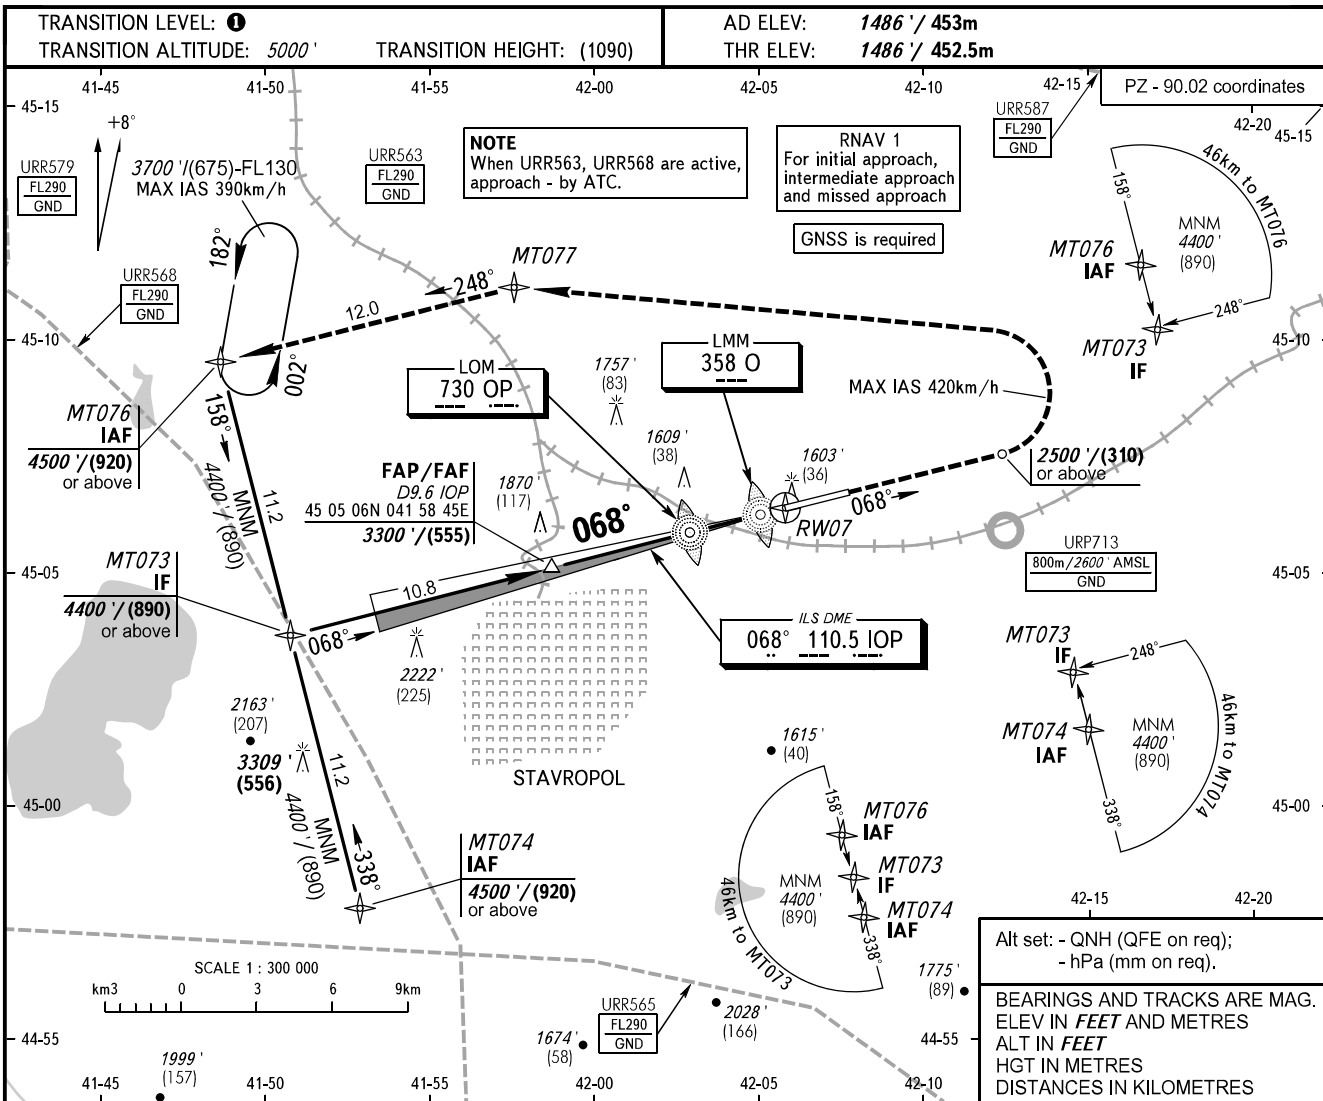 TRANSITION LEVEL: ❶
TRANSITION ALTITUDE: 5000 ' TRANSITION HEIGHT: (1090)
AD ELEV: 1486 '/ 453m
THR ELEV: 1486 '/ 452.5m
41-45 41-50 41-55 42-00 42-05 42-10 42-15
PZ - 90.02 coordinates
45-15
42-20 45-15
+8°
URR579
FL290
GND
3700 '/(675)-FL130
MAX IAS 390km/h
URR563
FL290
GND
NOTE
When URR563, URR568 are active,
approach - by ATC.
RNAV 1
For initial approach,
intermediate approach
and missed approach
GNSS is required
URR587
FL290
GND
46km to MT076
158°
MNM
4400 '
(890)
MT076
IAF
248°
MT073
IF
182°
002°
URR568
FL290
GND
MT077
248°
12.0
45-10
45-10
LOM
730 OP
1757 '
(83)
LMM
358 O
MAX IAS 420km/h
MT076
IAF
4500 '/(920)
or above
158°
MNM
4400 '/ (890)
11.2
FAP/FAF
D9.6 IOP
45 05 06N 041 58 45E
3300 '/(555)
1870 '
(117)
1609 '
(38)
1603 '
(36)
2500 '/(310)
or above
068°
068°
RW07
MT073
IF
4400 '/(890)
or above
45-05
45-05
10.8
068°
URP713
800m/2600 ' AMSL
GND
ILS DME
068° 110.5 IOP
2222 '
(225)
2163 '
(207)
3309 '
(556)
11.2
MNM
4400 '/ (890)
338°
STAVROPOL
MT073
IF
248°
MT074
IAF
MNM
4400 '
(890)
338°
46km to MT074
1615 '
(40)
45-00
45-00
MT074
IAF
4500 '/(920)
or above
158°
MT076
IAF
MT073
IF
MT074
IAF
MNM
4400 '
(890)
338°
46km to MT073
42-15 42-20
SCALE 1 : 300 000
km3 0 3 6 9km
URR565
FL290
GND
1775 '
(89)
2028 '
(166)
1674 '
(58)
1999 '
(157)
44-55
44-55
41-45 41-50 41-55 42-00 42-05 42-10
Alt set: - QNH (QFE on req);
- hPa (mm on req).
BEARINGS AND TRACKS ARE MAG.
ELEV IN FEET AND METRES
ALT IN FEET
HGT IN METRES
DISTANCES IN KILOMETRES